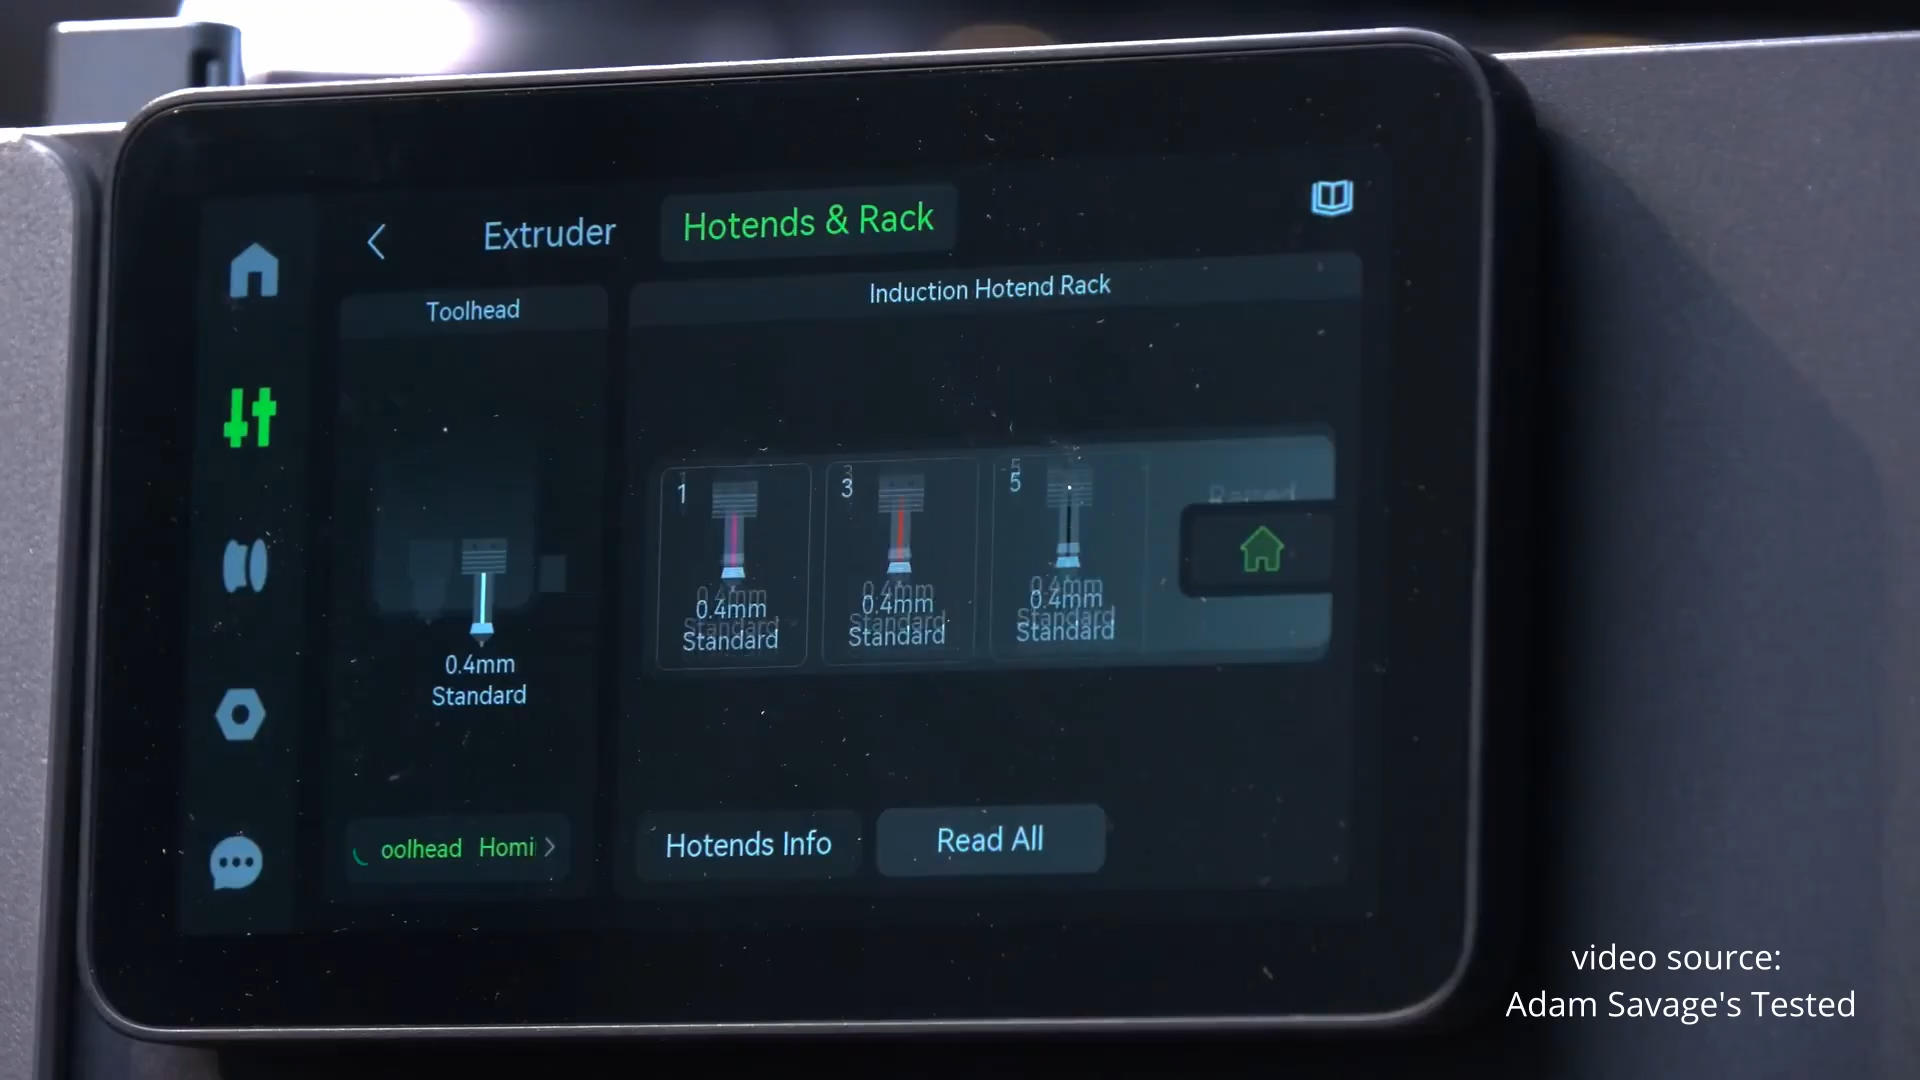 Extruder
Hotends & Rack
Toolhead
Induction Hotend Rack
1
3
5
0.4mm
Standard
0.4mm
Standard
0.4mm
Standard
0.4mm
Standard
oolhead Homi
Hotends Info
Read All
video source:
Adam Savage's Tested